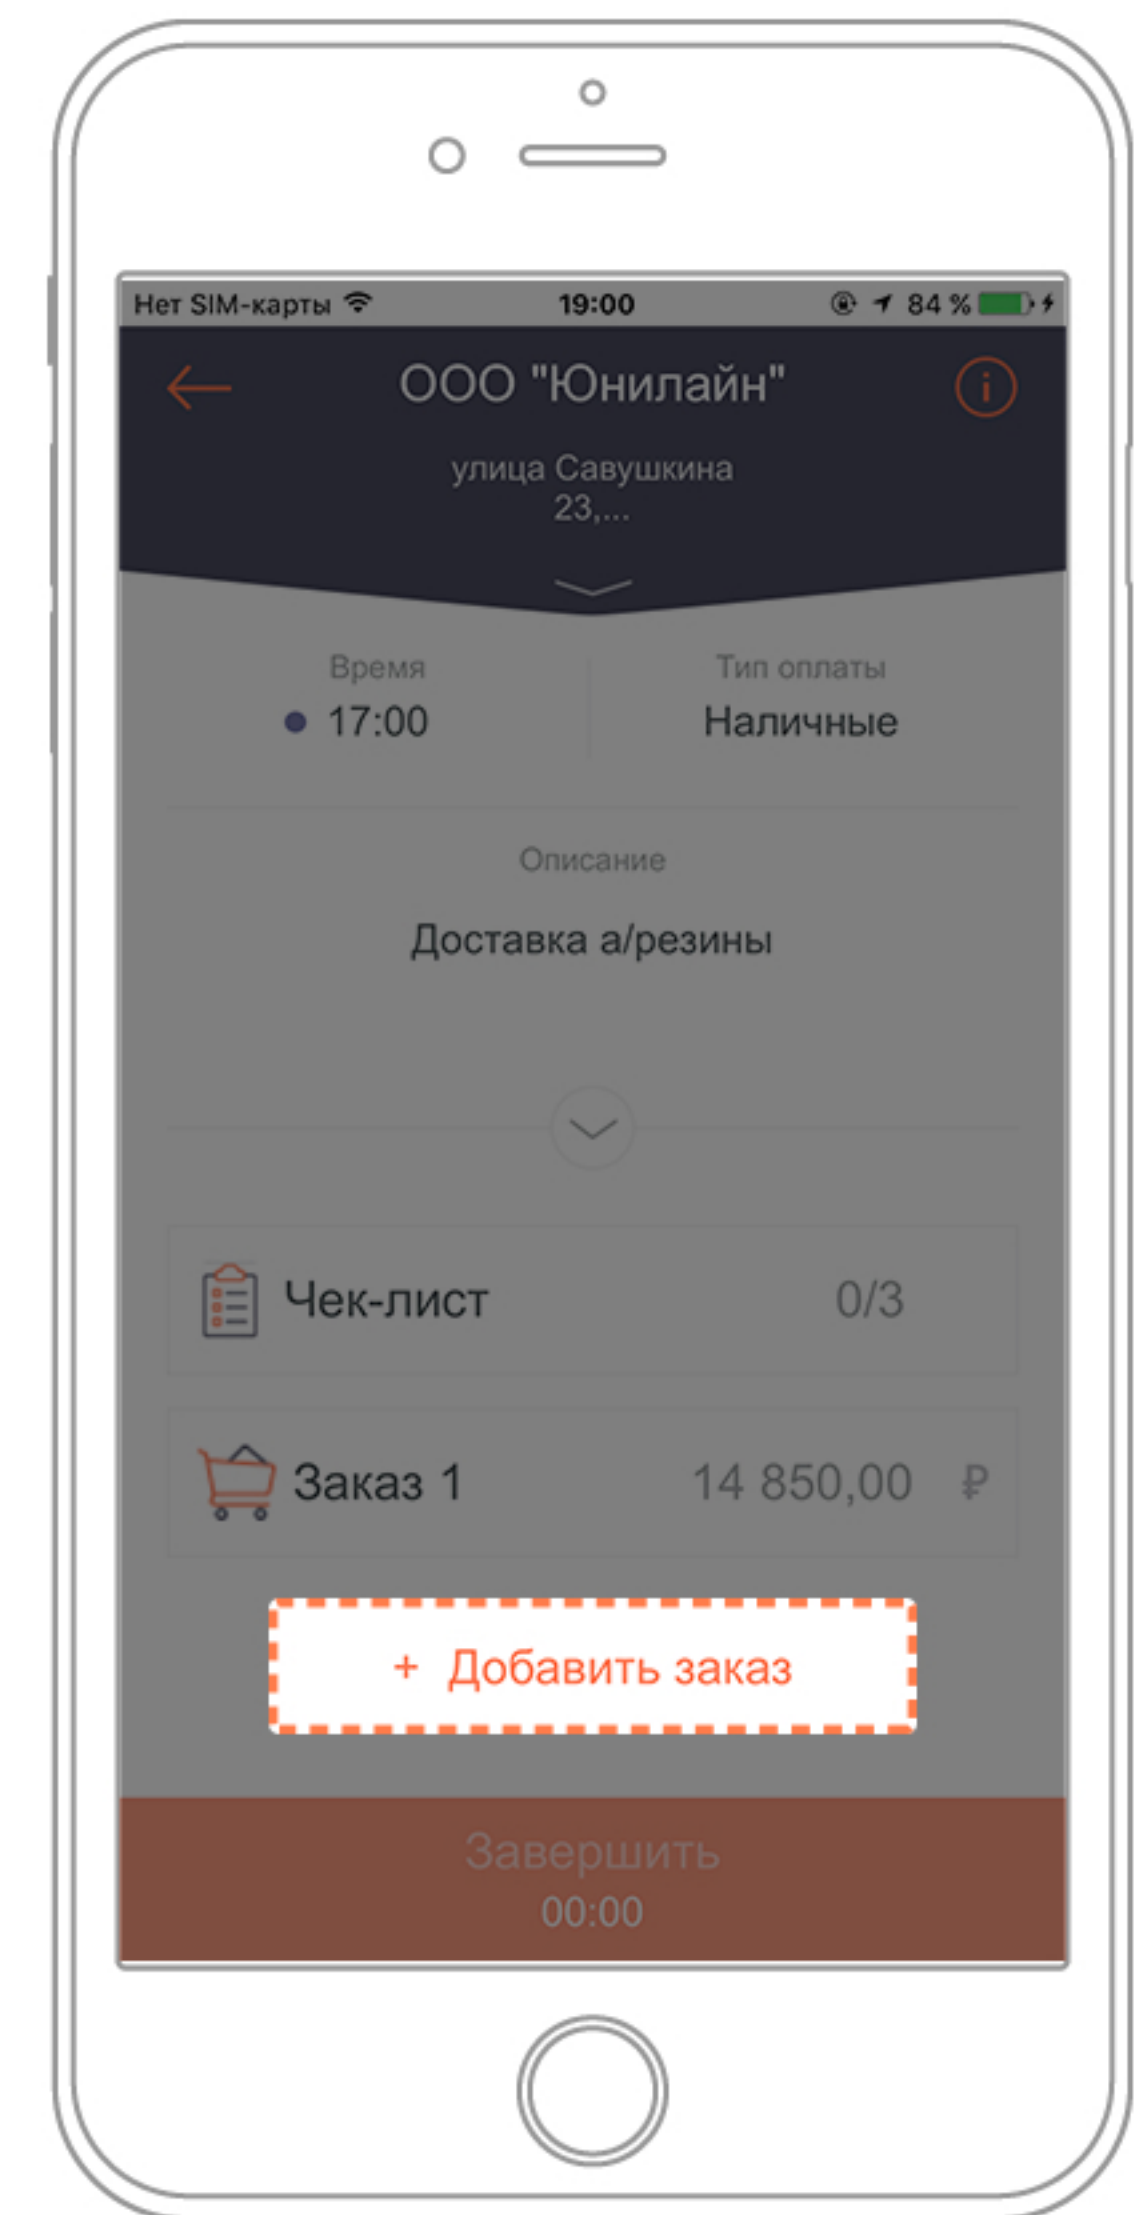 Нет SIM-карты 19:00 84 %
ООО "Юнилайн"
улица Савушкина
23,...
Время Тип оплаты
17:00 Наличные
Описание
Доставка а/резины
Чек-лист 0/3
Заказ 1 14 850,00 ₽
+ Добавить заказ
Завершить
00:00